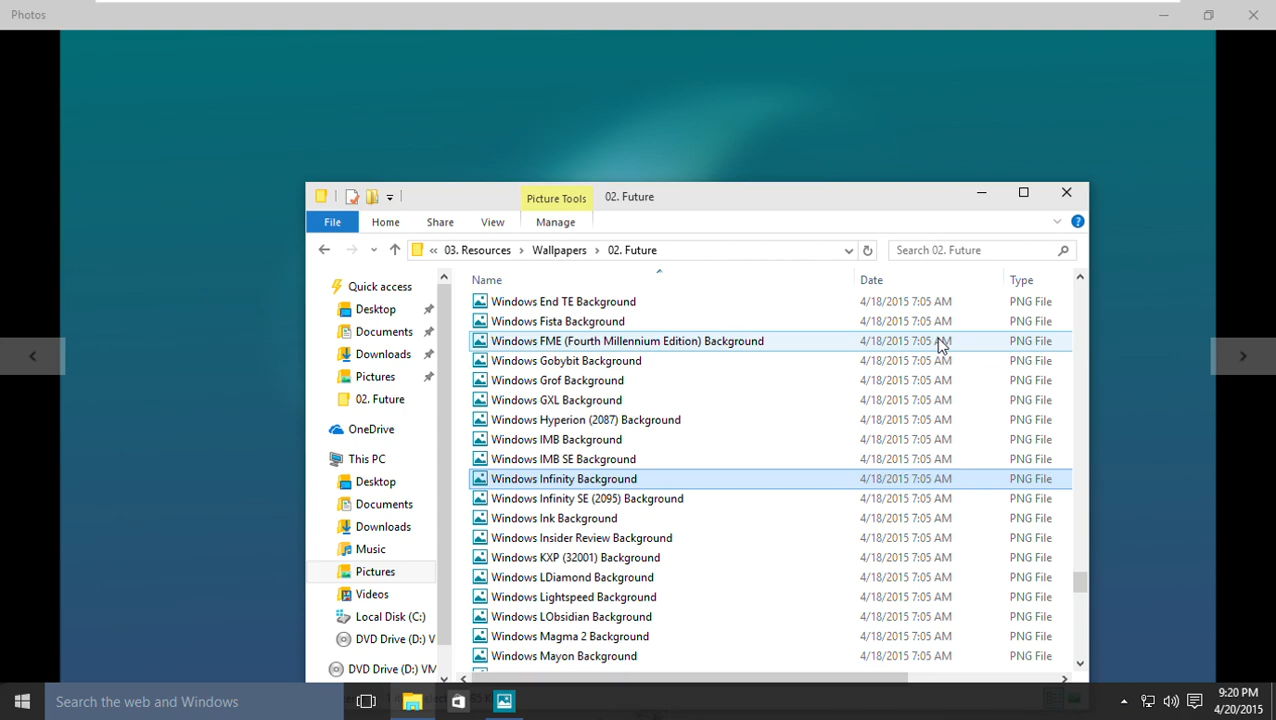 Photos
Picture Tools
02. Future
File
Home
Share
View
Manage
« 03. Resources > Wallpapers > 02. Future
Search 02. Future
Quick access
Desktop
Documents
Downloads
Pictures
02. Future
OneDrive
This PC
Desktop
Documents
Downloads
Music
Pictures
Videos
Local Disk (C:)
DVD Drive (D:) V
DVD Drive (D:) VM
Name Date Type
Windows End TE Background 4/18/2015 7:05 AM PNG File
Windows Fista Background 4/18/2015 7:05 AM PNG File
Windows FME (Fourth Millennium Edition) Background 4/18/2015 7:05 AM PNG File
Windows Gobybit Background 4/18/2015 7:05 AM PNG File
Windows Grof Background 4/18/2015 7:05 AM PNG File
Windows GXL Background 4/18/2015 7:05 AM PNG File
Windows Hyperion (2087) Background 4/18/2015 7:05 AM PNG File
Windows IMB Background 4/18/2015 7:05 AM PNG File
Windows IMB SE Background 4/18/2015 7:05 AM PNG File
Windows Infinity Background 4/18/2015 7:05 AM PNG File
Windows Infinity SE (2095) Background 4/18/2015 7:05 AM PNG File
Windows Ink Background 4/18/2015 7:05 AM PNG File
Windows Insider Review Background 4/18/2015 7:05 AM PNG File
Windows KXP (32001) Background 4/18/2015 7:05 AM PNG File
Windows LDiamond Background 4/18/2015 7:05 AM PNG File
Windows Lightspeed Background 4/18/2015 7:05 AM PNG File
Windows LObsidian Background 4/18/2015 7:05 AM PNG File
Windows Magma 2 Background 4/18/2015 7:05 AM PNG File
Windows Mayon Background 4/18/2015 7:05 AM PNG File
Search the web and Windows
9:20 PM
4/20/2015